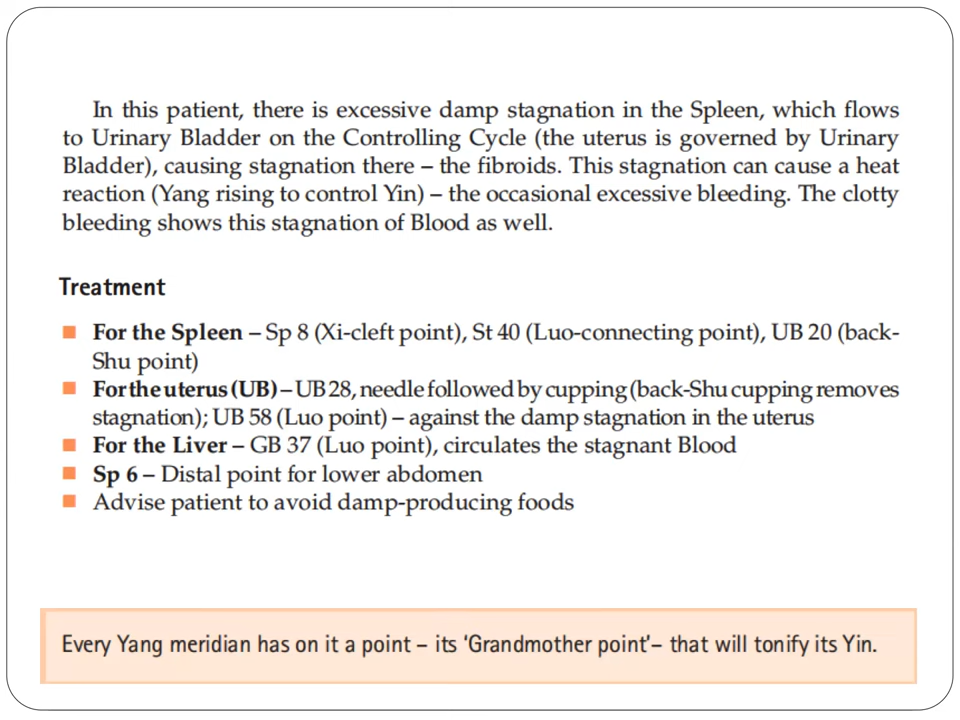 In this patient, there is excessive damp stagnation in the Spleen, which flows
to Urinary Bladder on the Controlling Cycle (the uterus is governed by Urinary
Bladder), causing stagnation there – the fibroids. This stagnation can cause a heat
reaction (Yang rising to control Yin) – the occasional excessive bleeding. The clotty
bleeding shows this stagnation of Blood as well.
Treatment
■ For the Spleen – Sp 8 (Xi-cleft point), St 40 (Luo-connecting point), UB 20 (back-
Shu point)
■ For the uterus (UB) – UB 28, needle followed by cupping (back-Shu cupping removes
stagnation); UB 58 (Luo point) – against the damp stagnation in the uterus
■ For the Liver – GB 37 (Luo point), circulates the stagnant Blood
■ Sp 6 – Distal point for lower abdomen
■ Advise patient to avoid damp-producing foods
Every Yang meridian has on it a point – its ‘Grandmother point’– that will tonify its Yin.